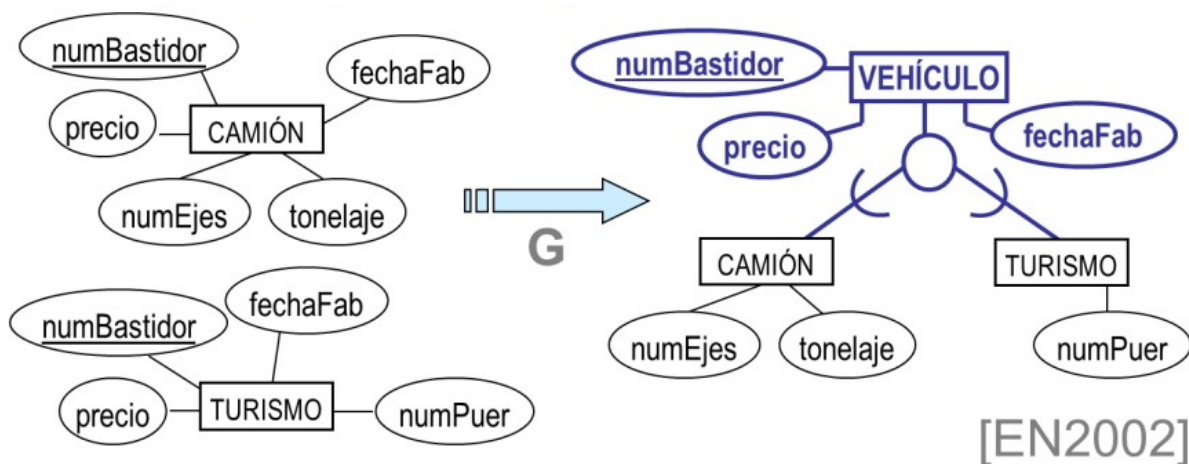 numBastidor
fechaFab
precio
CAMIÓN
numEjes
tonelaje
fechaFab
numBastidor
precio
TURISMO
numPuer
G
numBastidor
VEHÍCULO
precio
fechaFab
CAMIÓN
TURISMO
numEjes
tonelaje
numPuer
[EN2002]